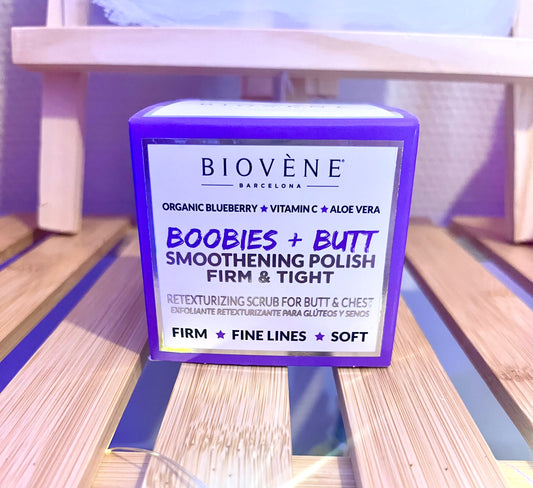 BIOVÈNE
BIOVÈNE®
BARCELONA
ORGANIC BLUEBERRY ★ VITAMIN C ★ ALOE VERA
BOOBIES + BUTT
SMOOTHENING POLISH
FIRM & TIGHT
RETEXTURIZING SCRUB FOR BUTT & CHEST
EXFOLIANTE RETEXTURIZANTE PARA GLÚTEOS Y SENOS
FIRM ★ FINE LINES ★ SOFT